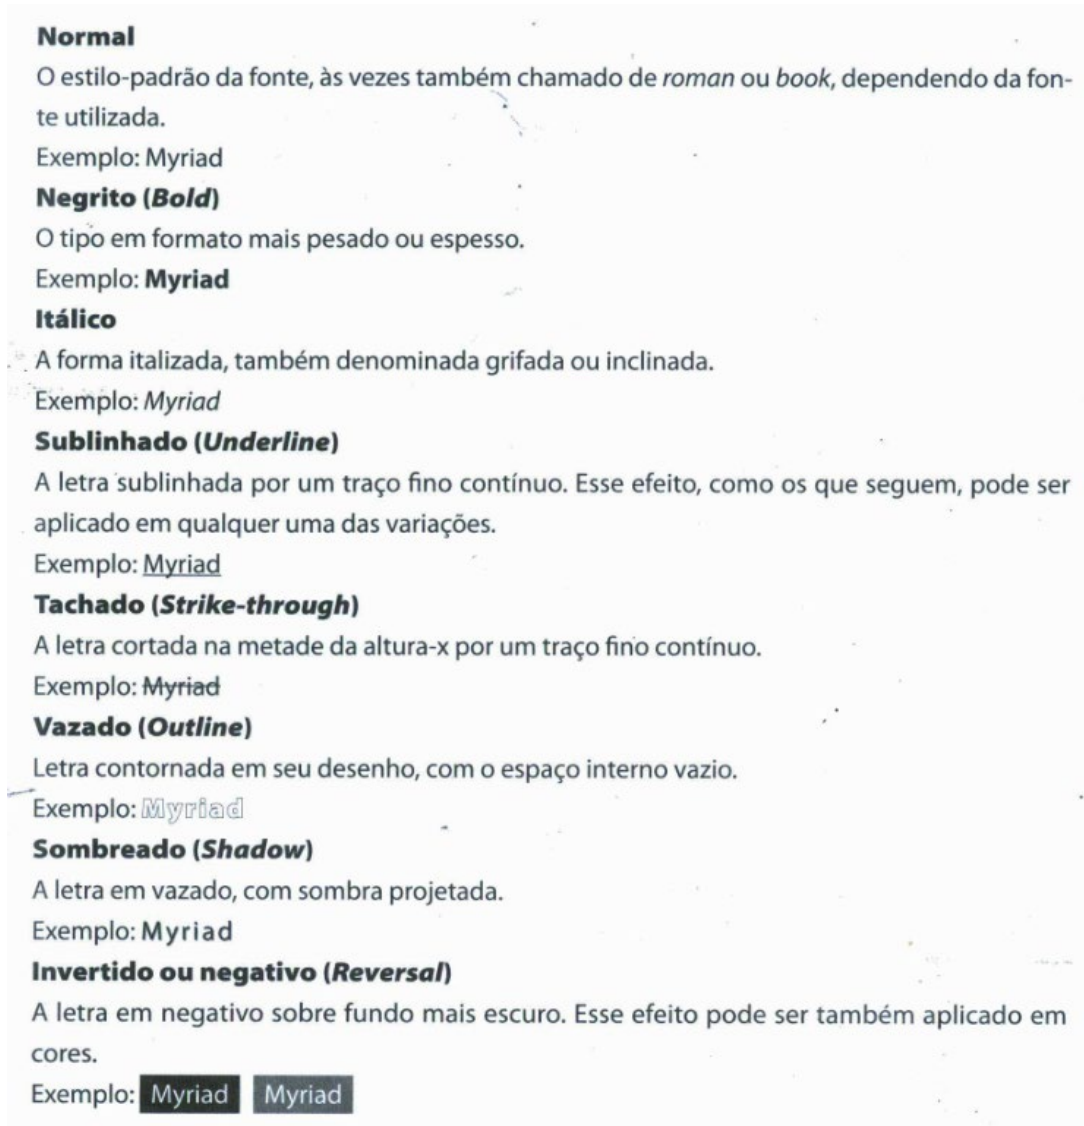 Normal
O estilo-padrão da fonte, às vezes também chamado de roman ou book, dependendo da fon-
te utilizada.
Exemplo: Myriad
Negrito (Bold)
O tipo em formato mais pesado ou espesso.
Exemplo: Myriad
Itálico
A forma italizada, também denominada grifada ou inclinada.
Exemplo: Myriad
Sublinhado (Underline)
A letra sublinhada por um traço fino contínuo. Esse efeito, como os que seguem, pode ser
aplicado em qualquer uma das variações.
Exemplo: Myriad
Tachado (Strike-through)
A letra cortada na metade da altura-x por um traço fino contínuo.
Exemplo: Myriad
Vazado (Outline)
Letra contornada em seu desenho, com o espaço interno vazio.
Exemplo: Myriad
Sombreado (Shadow)
A letra em vazado, com sombra projetada.
Exemplo: Myriad
Invertido ou negativo (Reversal)
A letra em negativo sobre fundo mais escuro. Esse efeito pode ser também aplicado em
cores.
Exemplo: Myriad Myriad